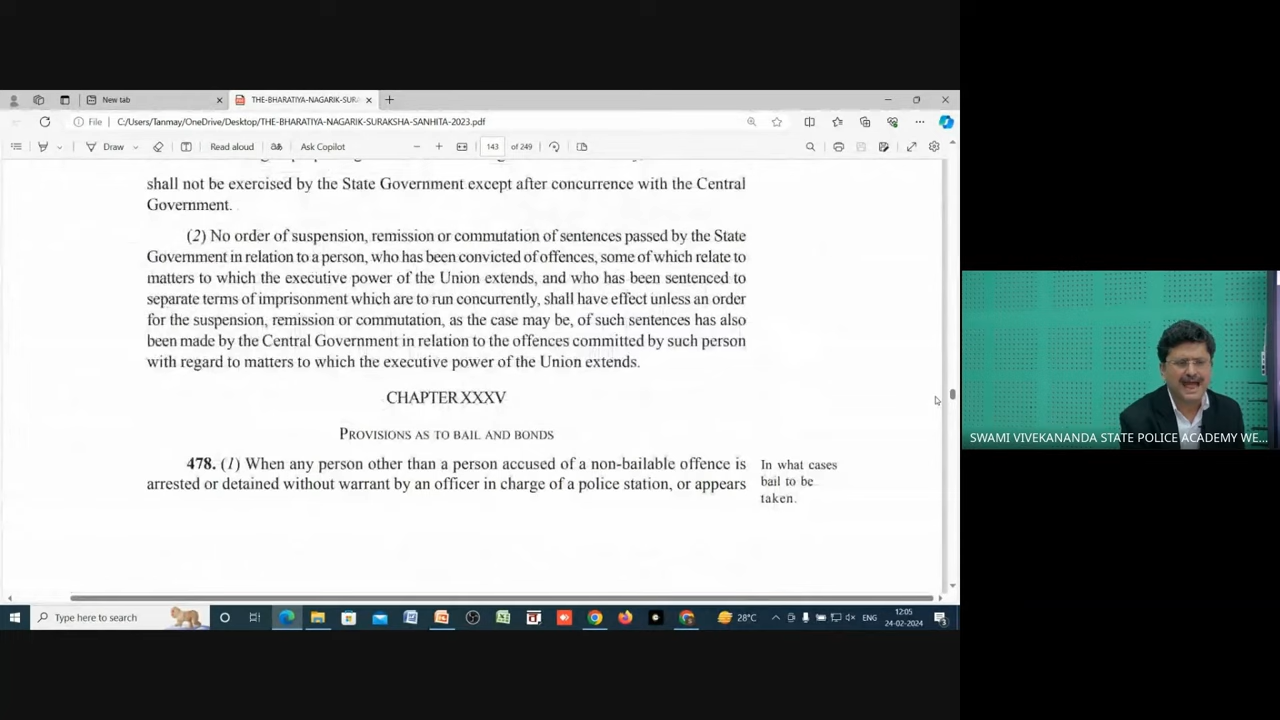 New tab
THE-BHARATIYA-NAGARIK-SUR
File C:/Users/Tanmay/OneDrive/Desktop/THE-BHARATIYA-NAGARIK-SURAKSHA-SANHITA-2023.pdf
Draw Read aloud Ask Copilot 143 of 249
shall not be exercised by the State Government except after concurrence with the Central
Government.
(2) No order of suspension, remission or commutation of sentences passed by the State
Government in relation to a person, who has been convicted of offences, some of which relate to
matters to which the executive power of the Union extends, and who has been sentenced to
separate terms of imprisonment which are to run concurrently, shall have effect unless an order
for the suspension, remission or commutation, as the case may be, of such sentences has also
been made by the Central Government in relation to the offences committed by such person
with regard to matters to which the executive power of the Union extends.
CHAPTER XXXV
PROVISIONS AS TO BAIL AND BONDS
478. (1) When any person other than a person accused of a non-bailable offence is
arrested or detained without warrant by an officer in charge of a police station, or appears
In what cases
bail to be
taken.
SWAMI VIVEKANANDA STATE POLICE ACADEMY WE...
Type here to search
28°C
ENG
12:05
24-02-2024